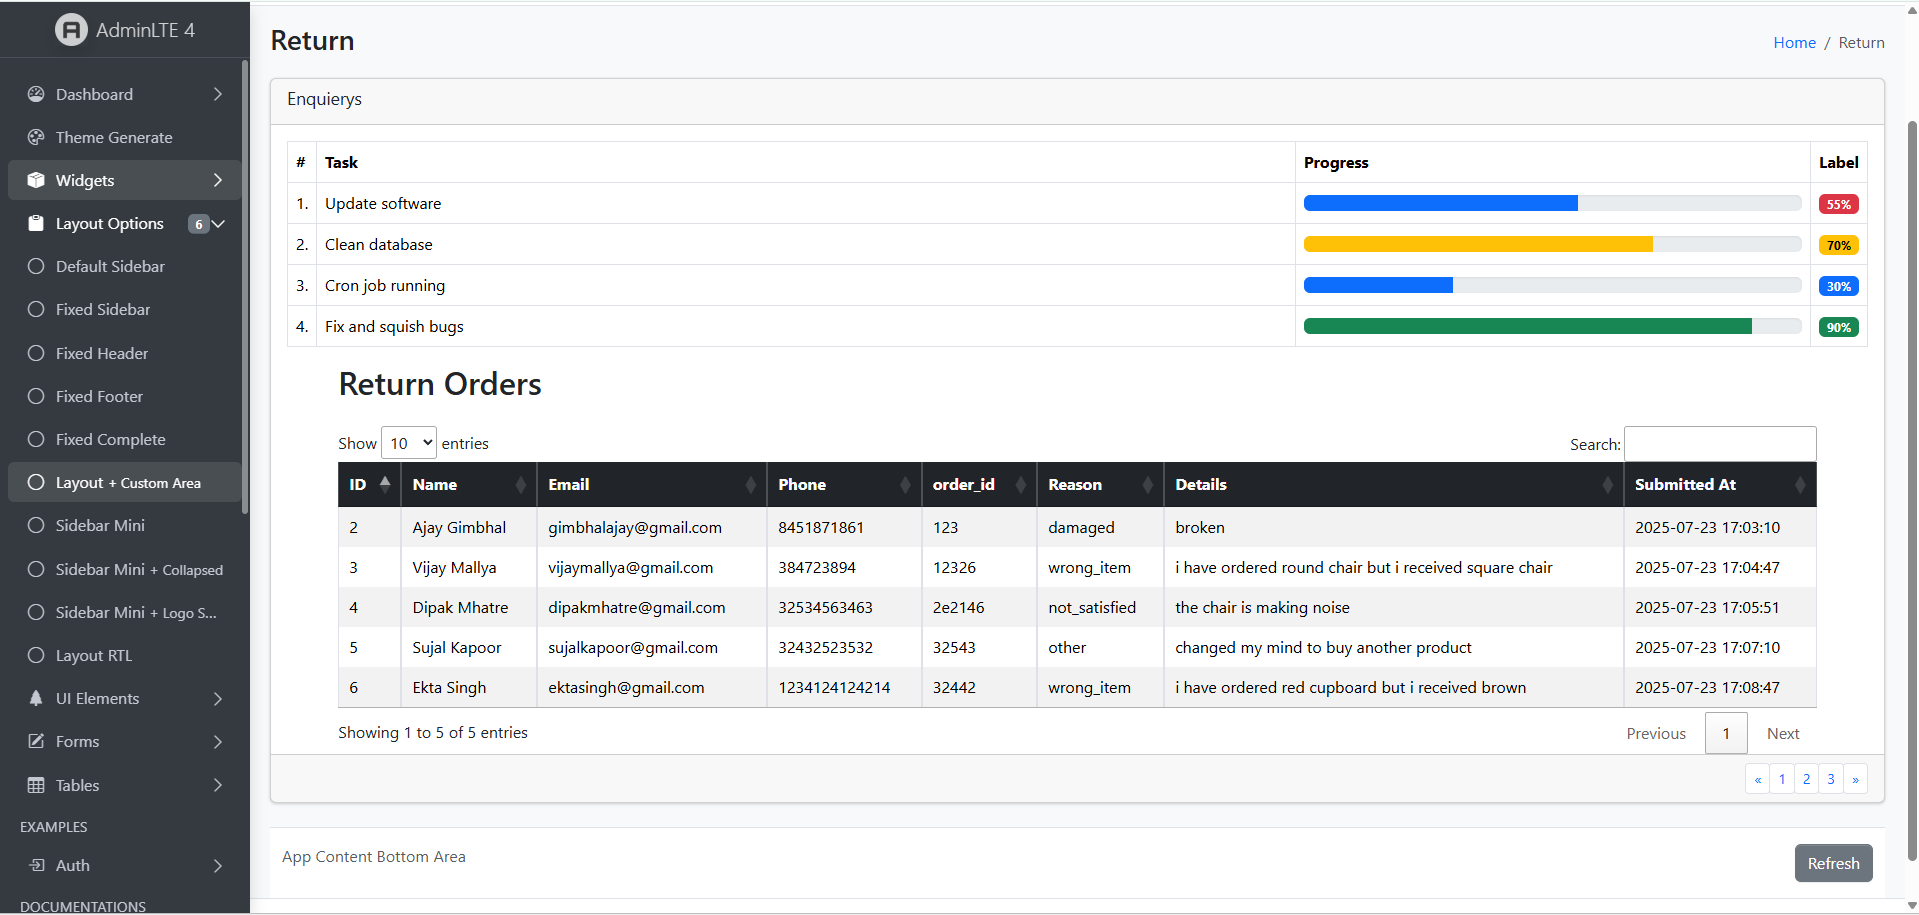 AdminLTE 4
Dashboard
Theme Generate
Widgets
Layout Options 6
Default Sidebar
Fixed Sidebar
Fixed Header
Fixed Footer
Fixed Complete
Layout + Custom Area
Sidebar Mini
Sidebar Mini + Collapsed
Sidebar Mini + Logo S...
Layout RTL
UI Elements
Forms
Tables
EXAMPLES
Auth
DOCUMENTATIONS
Return
Home / Return
Enquierys
# Task Progress Label
1. Update software 55%
2. Clean database 70%
3. Cron job running 30%
4. Fix and squish bugs 90%
Return Orders
Show 10 entries Search:
ID Name Email Phone order_id Reason Details Submitted At
2 Ajay Gimbhal gimbhalajay@gmail.com 8451871861 123 damaged broken 2025-07-23 17:03:10
3 Vijay Mallya vijaymallya@gmail.com 384723894 12326 wrong_item i have ordered round chair but i received square chair 2025-07-23 17:04:47
4 Dipak Mhatre dipakmhatre@gmail.com 32534563463 2e2146 not_satisfied the chair is making noise 2025-07-23 17:05:51
5 Sujal Kapoor sujalkapoor@gmail.com 32432523532 32543 other changed my mind to buy another product 2025-07-23 17:07:10
6 Ekta Singh ektasingh@gmail.com 1234124124214 32442 wrong_item i have ordered red cupboard but i received brown 2025-07-23 17:08:47
Showing 1 to 5 of 5 entries Previous 1 Next
« 1 2 3 »
App Content Bottom Area
Refresh